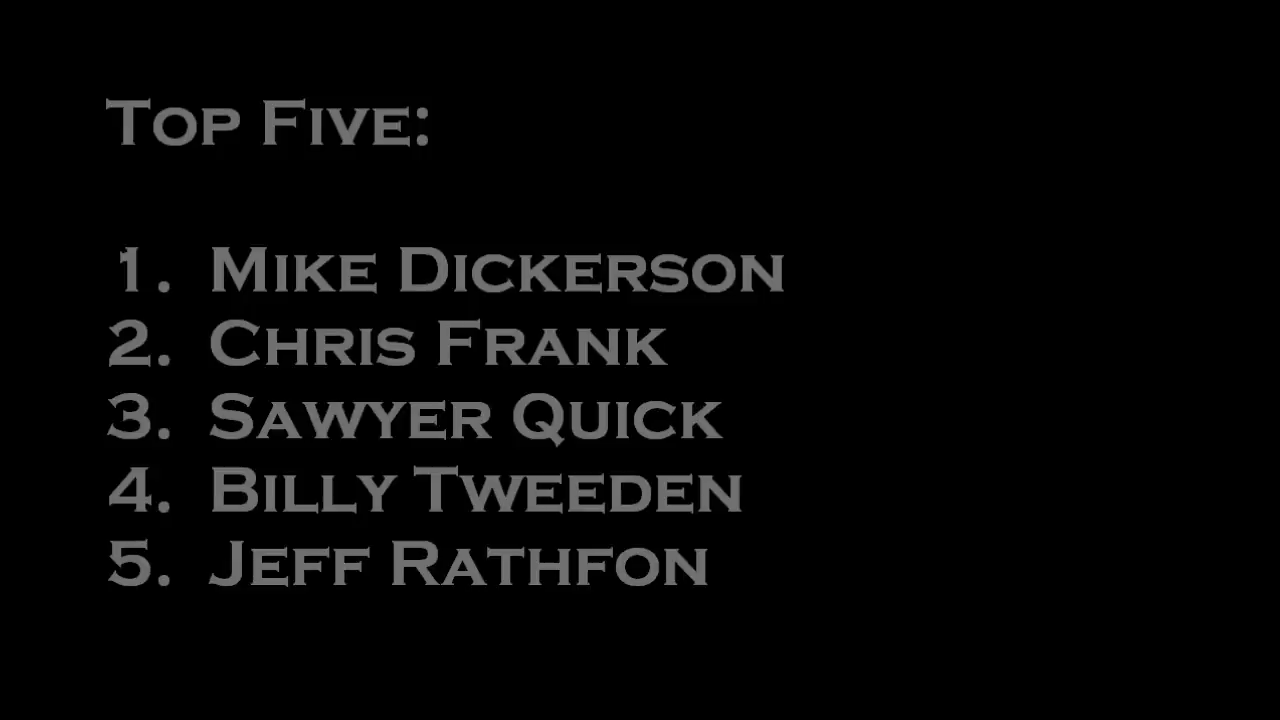 Top Five:
1. Mike Dickerson
2. Chris Frank
3. Sawyer Quick
4. Billy Tweeden
5. Jeff Rathfon